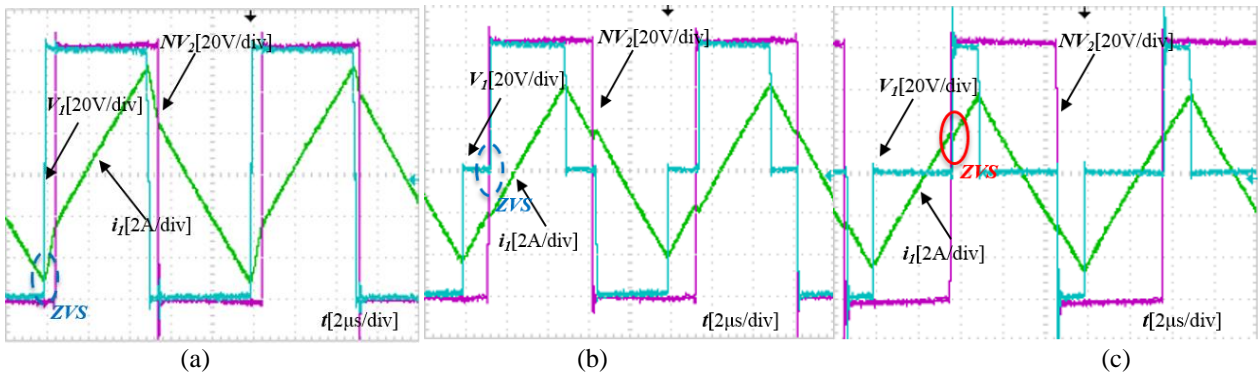 NV2[20V/div]
V1[20V/div]
i1[2A/div]
ZVS
t[2μs/div]
(a)
NV2[20V/div]
V1[20V/div]
ZVS
i1[2A/div]
t[2μs/div]
(b)
NV2[20V/div]
V1[20V/div]
ZVS
i1[2A/div]
t[2μs/div]
(c)